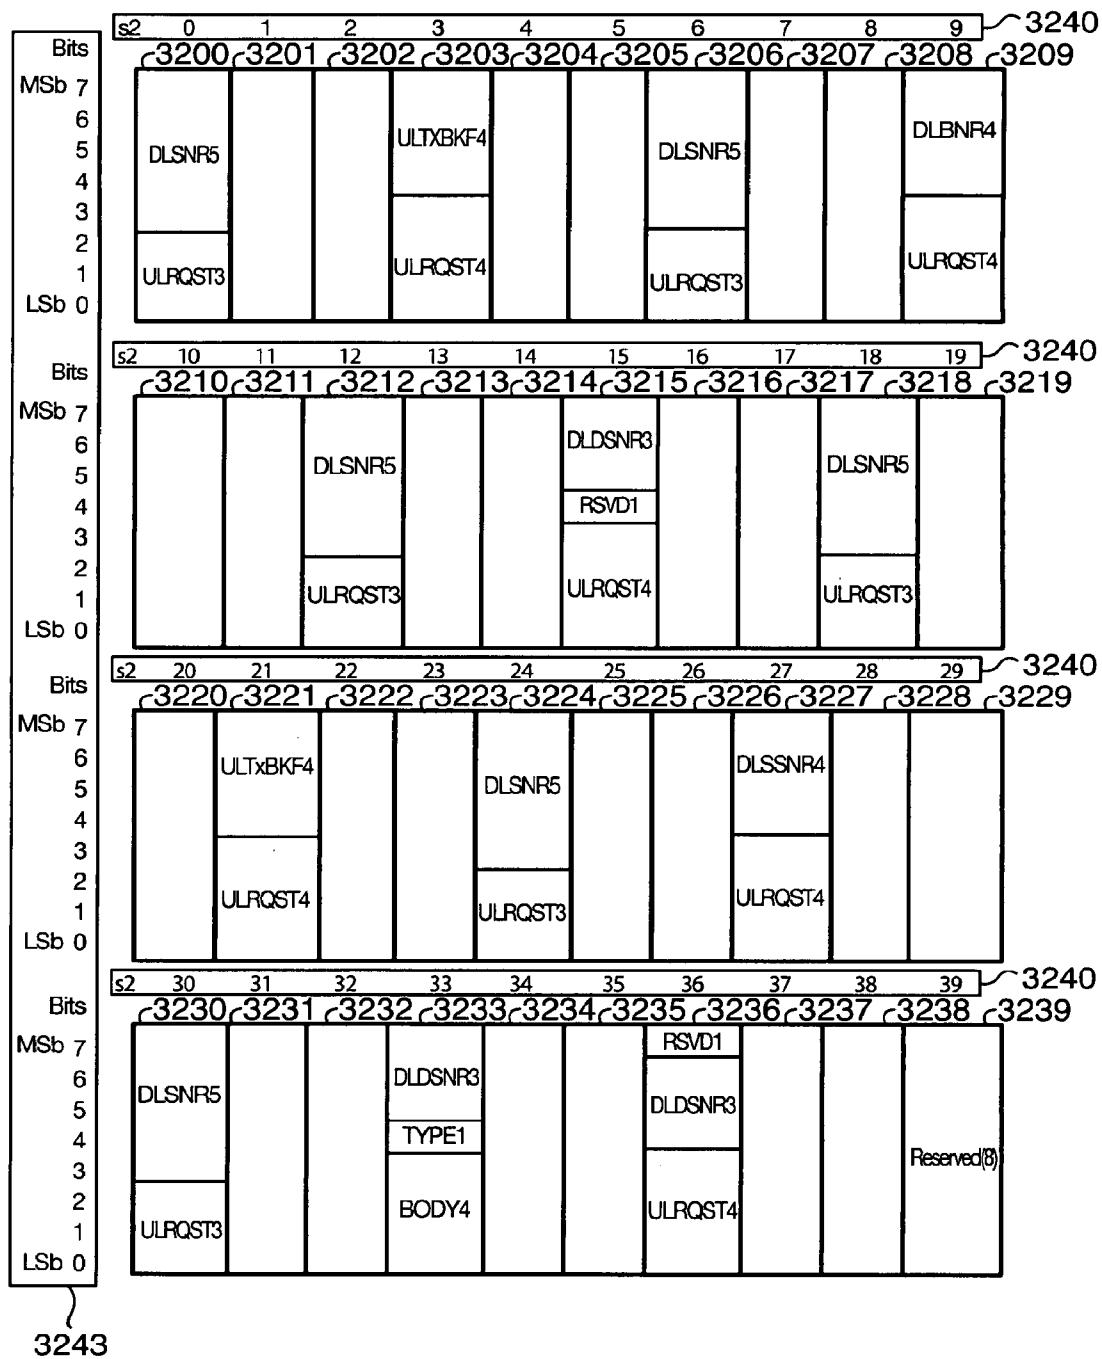 s2 0 1 2 3 4 5 6 7 8 9 3240
Bits 3200 3201 3202 3203 3204 3205 3206 3207 3208 3209
MSb 7
6 ULTXBKF4 DLBNR4
5 DLSNR5 DLSNR5
4
3
2
1 ULRQST3 ULRQST4 ULRQST3 ULRQST4
LSb 0
s2 10 11 12 13 14 15 16 17 18 19 3240
Bits 3210 3211 3212 3213 3214 3215 3216 3217 3218 3219
MSb 7
6 DLDSNR3
5 DLSNR5 DLSNR5
4 RSVD1
3
2
1 ULRQST3 ULRQST4 ULRQST3
LSb 0
s2 20 21 22 23 24 25 26 27 28 29 3240
Bits 3220 3221 3222 3223 3224 3225 3226 3227 3228 3229
MSb 7
6 ULTxBKF4 DLSSNR4
5 DLSNR5
4
3
2
1 ULRQST4 ULRQST3 ULRQST4
LSb 0
s2 30 31 32 33 34 35 36 37 38 39 3240
Bits 3230 3231 3232 3233 3234 3235 3236 3237 3238 3239
MSb 7 RSVD1
6 DLSNR5 DLDSNR3
5 DLDSNR3
4 TYPE1
3 Reserved(8)
2 BODY4 ULRQST4
1 ULRQST3
LSb 0
3243